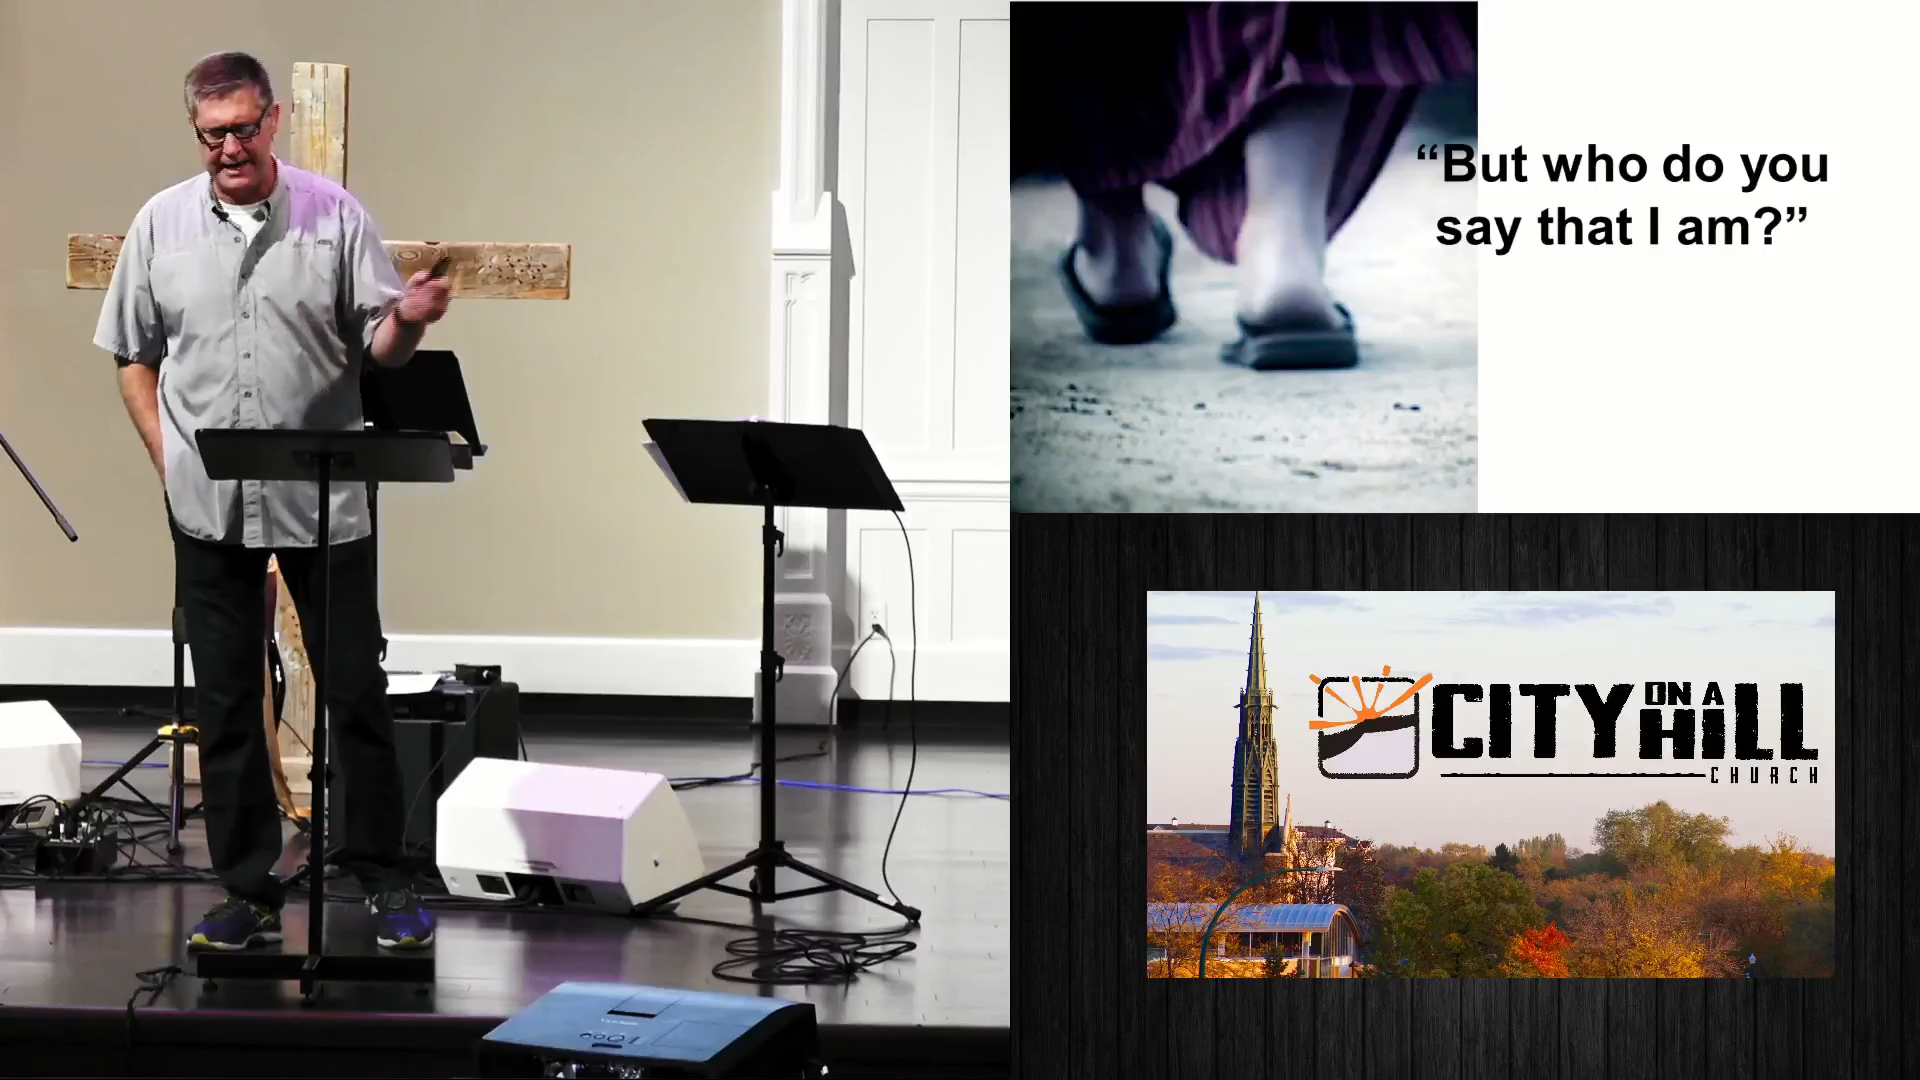 “But who do you
say that I am?”
CITY ON A HILL
CHURCH